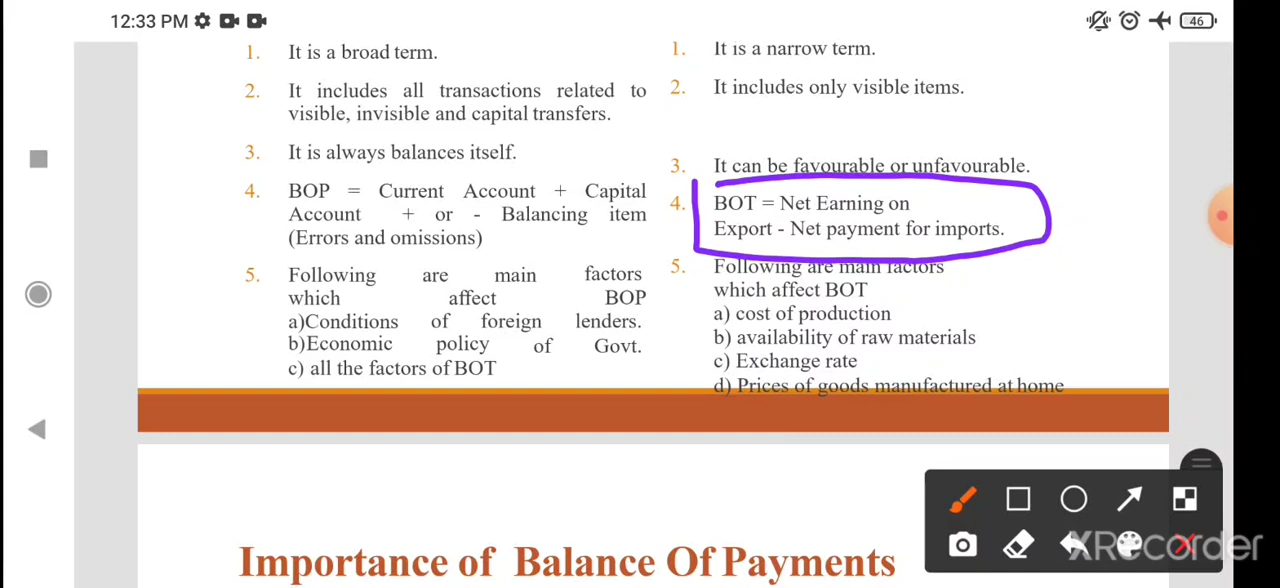 12:33 PM
46
1. It is a broad term.
2. It includes all transactions related to
visible, invisible and capital transfers.
3. It is always balances itself.
4. BOP = Current Account + Capital
Account + or - Balancing item
(Errors and omissions)
5. Following are main factors
which affect BOP
a)Conditions of foreign lenders.
b)Economic policy of Govt.
c) all the factors of BOT
1. It is a narrow term.
2. It includes only visible items.
3. It can be favourable or unfavourable.
4. BOT = Net Earning on
Export - Net payment for imports.
5. Following are main factors
which affect BOT
a) cost of production
b) availability of raw materials
c) Exchange rate
d) Prices of goods manufactured at home
Importance of Balance Of Payments
XRecorder